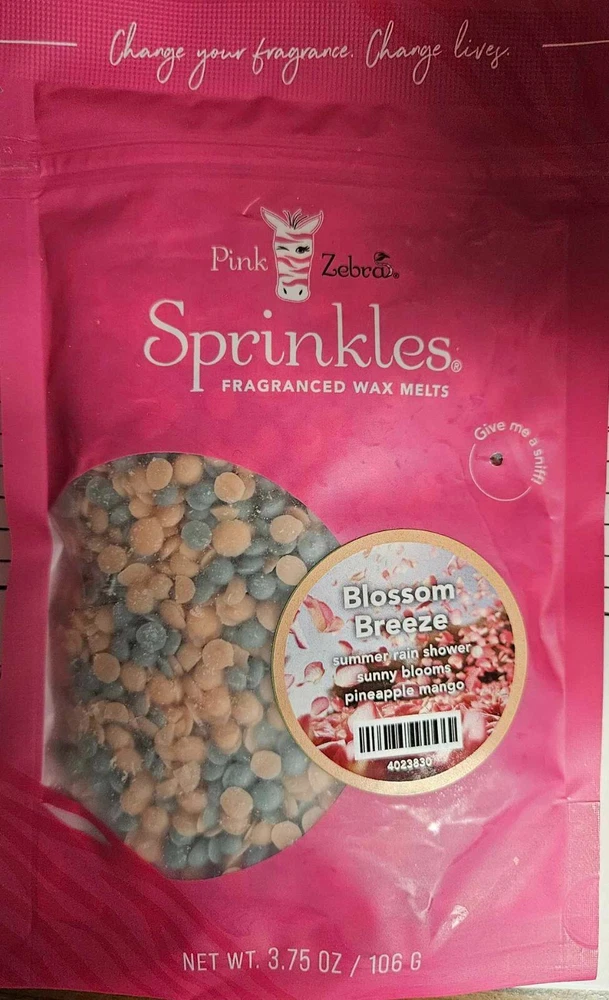 Change your fragrance. Change lives.
Pink Zebra®
Sprinkles®
FRAGRANCED WAX MELTS
Give me a sniff!
Blossom
Breeze
summer rain shower
sunny blooms
pineapple mango
4023830
NET WT. 3.75 OZ / 106 G